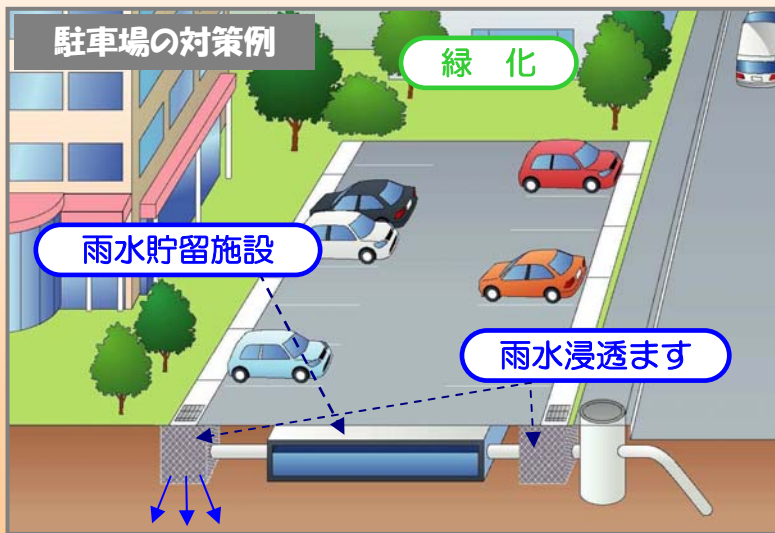 駐車場の対策例
緑 化
雨水貯留施設
雨水浸透ます